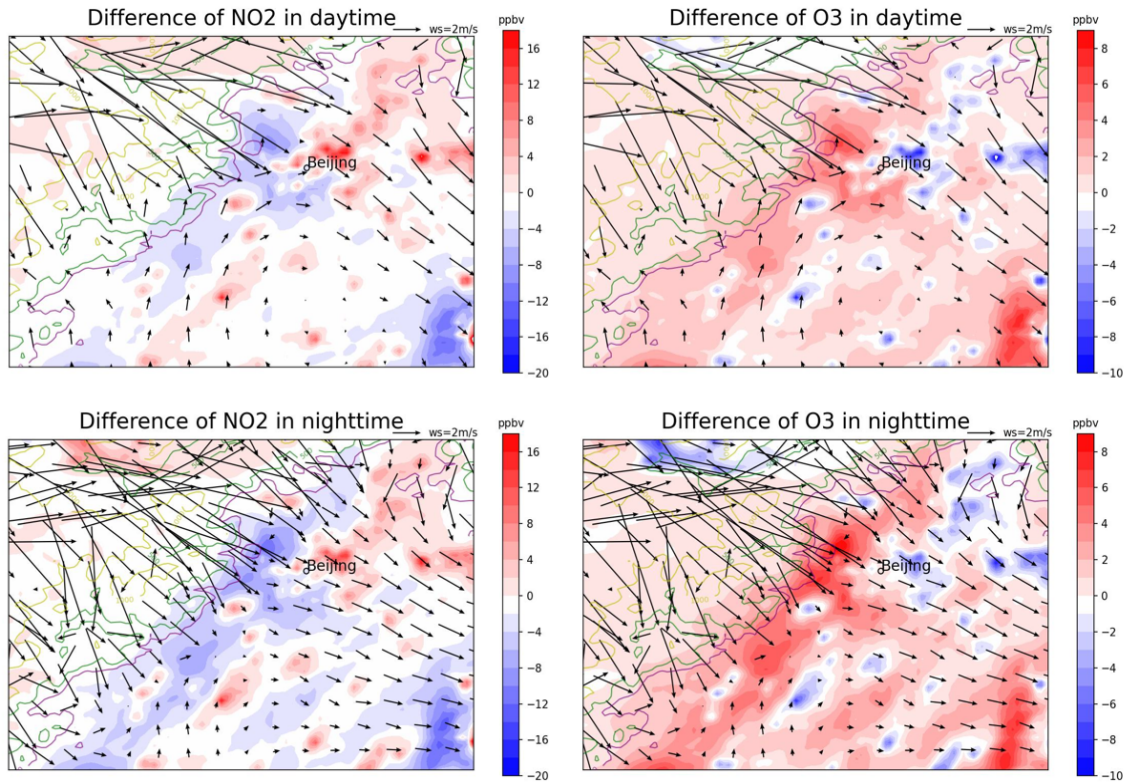 Difference of NO2 in daytime
ws=2m/s
ppbv
16
12
8
4
0
−4
−8
−12
−16
−20
Beijing
Difference of O3 in daytime
ws=2m/s
ppbv
8
6
4
2
0
−2
−4
−6
−8
−10
Beijing
Difference of NO2 in nighttime
ws=2m/s
ppbv
16
12
8
4
0
−4
−8
−12
−16
−20
Beijing
Difference of O3 in nighttime
ws=2m/s
ppbv
8
6
4
2
0
−2
−4
−6
−8
−10
Beijing